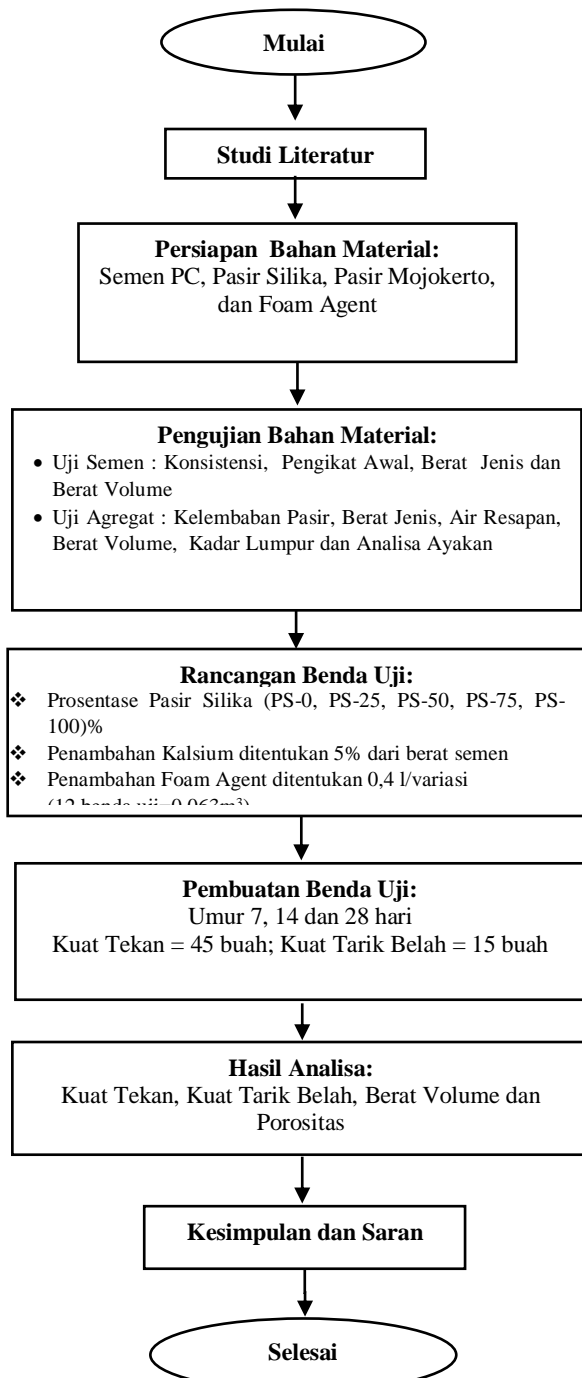 Mulai
Studi Literatur
Persiapan Bahan Material:
Semen PC, Pasir Silika, Pasir Mojokerto,
dan Foam Agent
Pengujian Bahan Material:
• Uji Semen : Konsistensi, Pengikat Awal, Berat Jenis dan
Berat Volume
• Uji Agregat : Kelembaban Pasir, Berat Jenis, Air Resapan,
Berat Volume, Kadar Lumpur dan Analisa Ayakan
Rancangan Benda Uji:
❖ Prosentase Pasir Silika (PS-0, PS-25, PS-50, PS-75, PS-
100)%
❖ Penambahan Kalsium ditentukan 5% dari berat semen
❖ Penambahan Foam Agent ditentukan 0,4 l/variasi
(12 benda uji=0,063m³)
Pembuatan Benda Uji:
Umur 7, 14 dan 28 hari
Kuat Tekan = 45 buah; Kuat Tarik Belah = 15 buah
Hasil Analisa:
Kuat Tekan, Kuat Tarik Belah, Berat Volume dan
Porositas
Kesimpulan dan Saran
Selesai